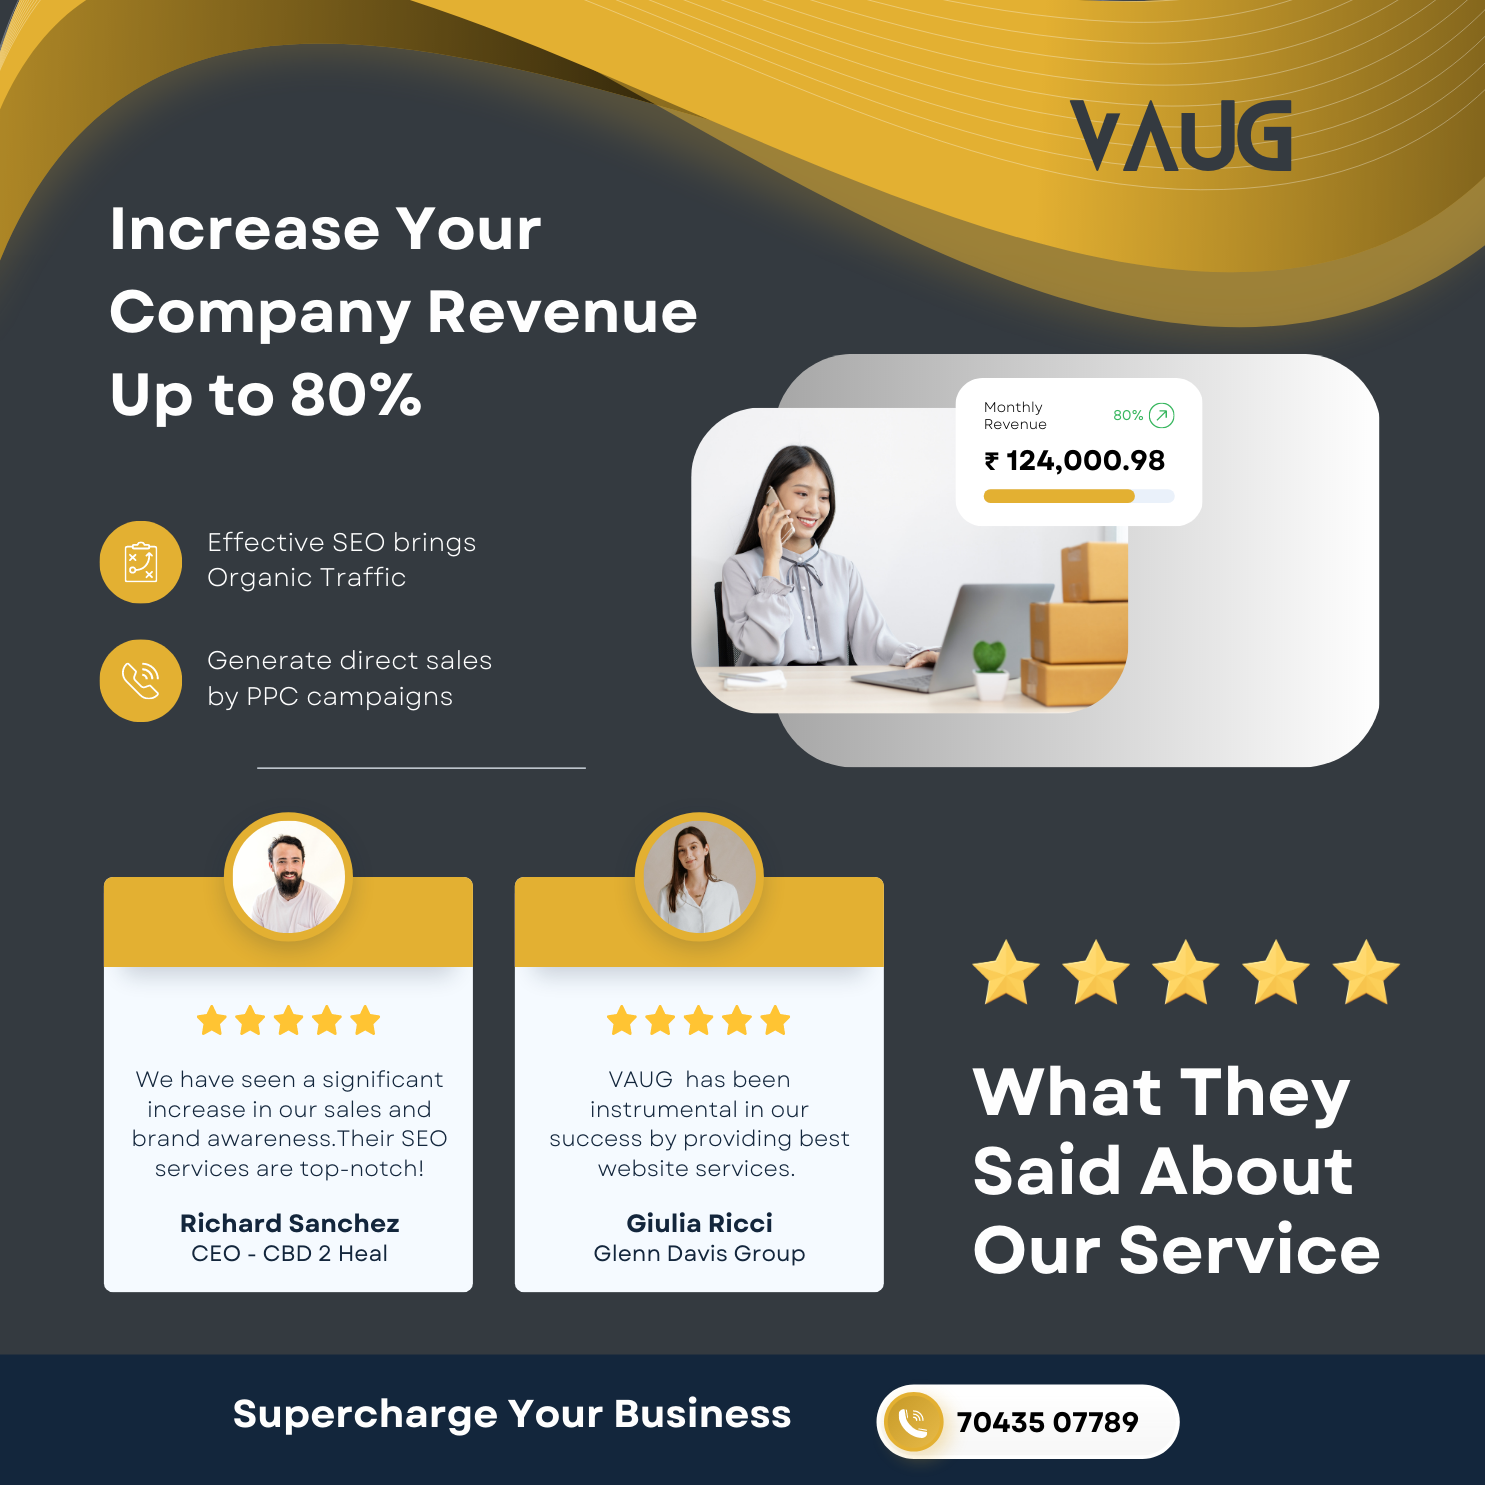 VAUG
Increase Your
Company Revenue
Up to 80%
Monthly
Revenue
80%
₹ 124,000.98
Effective SEO brings
Organic Traffic
Generate direct sales
by PPC campaigns
We have seen a significant
increase in our sales and
brand awareness.Their SEO
services are top-notch!
Richard Sanchez
CEO - CBD 2 Heal
VAUG  has been
instrumental in our
success by providing best
website services.
Giulia Ricci
Glenn Davis Group
What They
Said About
Our Service
Supercharge Your Business
70435 07789